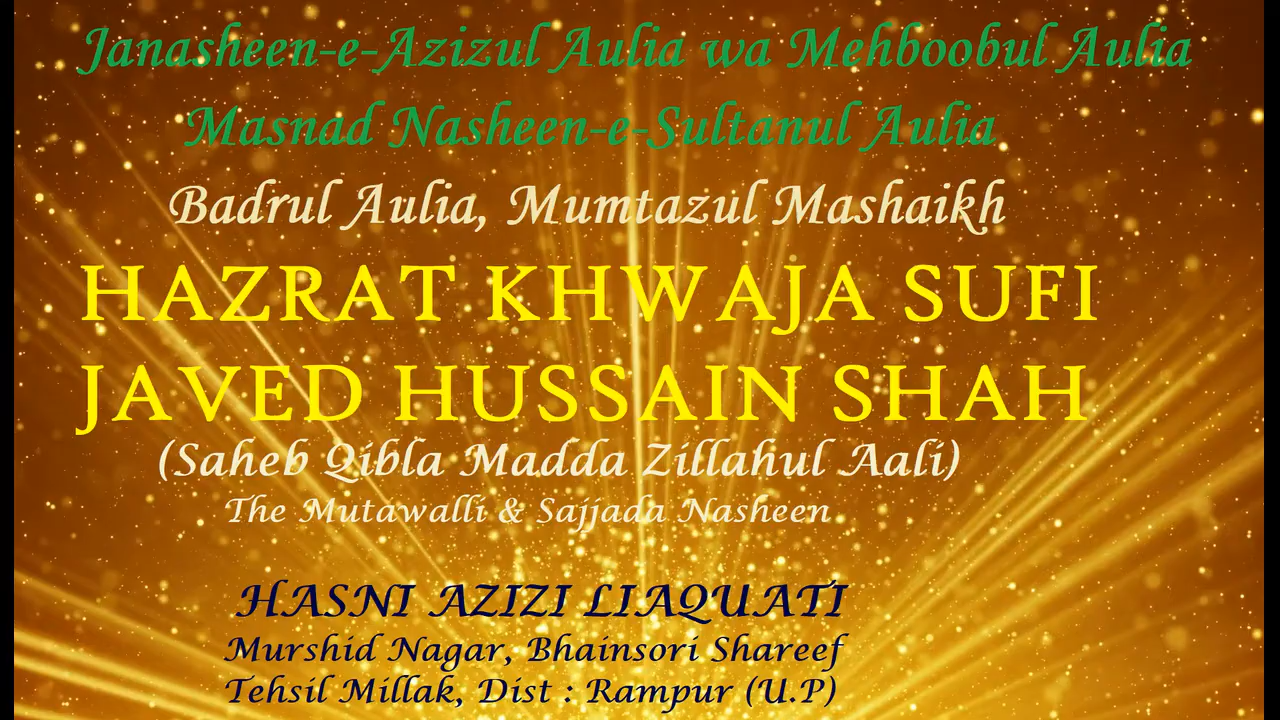 Janasheen-e-Azizul Aulia wa Mehboobul Aulia
Masnad Nasheen-e-Sultanul Aulia
Badrul Aulia, Mumtazul Mashaikh
HAZRAT KHWAJA SUFI
JAVED HUSSAIN SHAH
(Saheb Qibla Madda Zillahul Aali)
The Mutawalli & Sajjada Nasheen
HASNI AZIZI LIAQUATI
Murshid Nagar, Bhainsori Shareef
Tehsil Millak, Dist : Rampur (U.P)